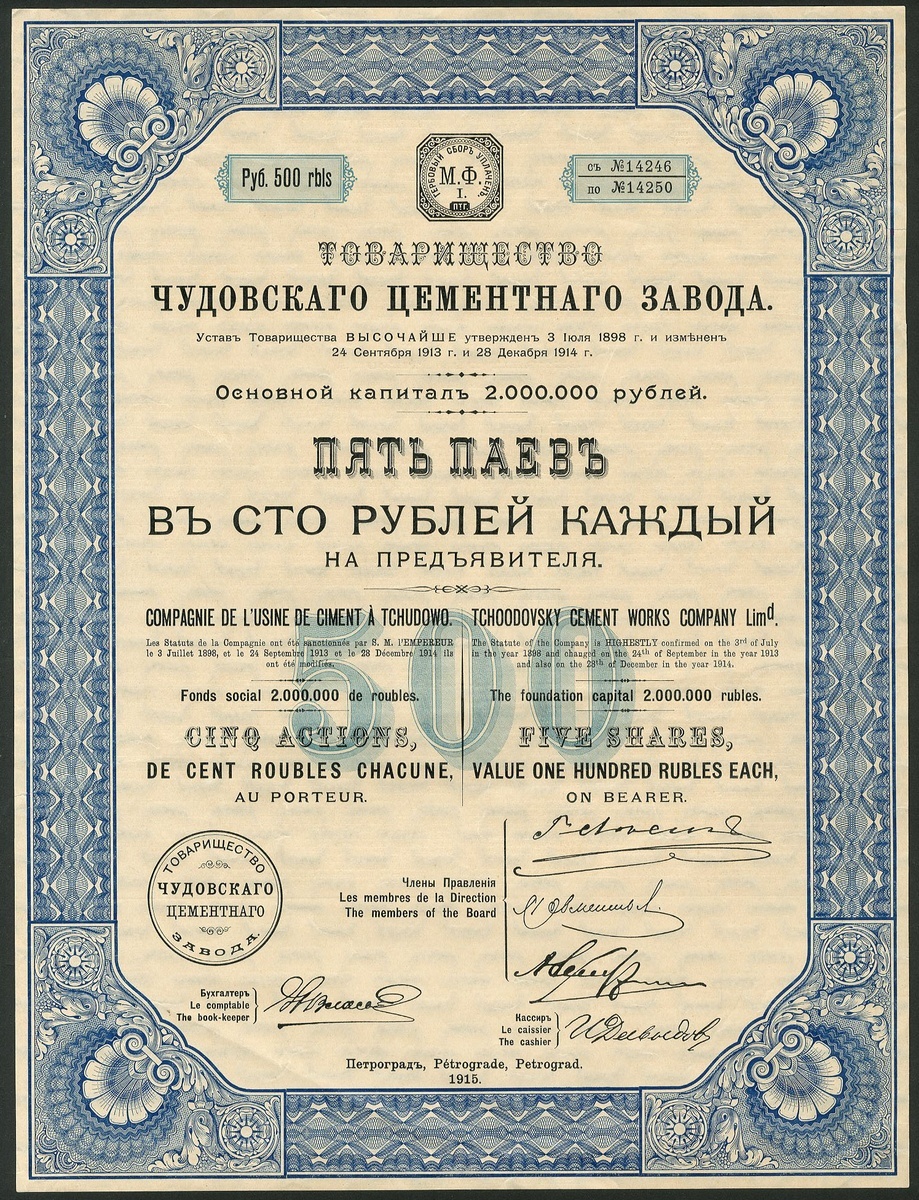 Руб. 500 rbls
ГЕРБОВЫЙ СБОРЪ УПЛАЧЕНЪ.
М.Ф.
I.
ПТГ.
съ №14246
по №14250
ТОВАРИЩЕСТВО
ЧУДОВСКАГО ЦЕМЕНТНАГО ЗАВОДА.
Уставъ Товарищества ВЫСОЧАЙШЕ утвержденъ 3 Іюля 1898 г. и измѣненъ
24 Сентября 1913 г. и 28 Декабря 1914 г.
Основной капиталъ 2.000.000 рублей.
ПЯТЬ ПАЕВЪ
ВЪ СТО РУБЛЕЙ КАЖДЫЙ
НА ПРЕДЪЯВИТЕЛЯ.
500
COMPAGNIE DE L'USINE DE CIMENT À TCHUDOWO.
Les Statuts de la Compagnie ont été sanctionnés par S. M. l'EMPEREUR
le 3 Juillet 1898, et le 24 Septembre 1913 et le 28 Décembre 1914 ils
ont été modifiés.
Fonds social 2.000.000 de roubles.
CINQ ACTIONS,
DE CENT ROUBLES CHACUNE,
AU PORTEUR.
TCHOODOVSKY CEMENT WORKS COMPANY Limd.
The Statute of the Company is HIGHESTLY confirmed on the 3rd of July
in the year 1898 and changed on the 24th of September in the year 1913
and also on the 28th of December in the year 1914.
The foundation capital 2.000.000 rubles.
FIVE SHARES,
VALUE ONE HUNDRED RUBLES EACH,
ON BEARER.
ТОВАРИЩЕСТВО
ЧУДОВСКАГО
ЦЕМЕНТНАГО
ЗАВОДА.
Члены Правленія
Les membres de la Direction
The members of the Board
Бухгалтеръ
Le comptable
The book-keeper
Кассиръ
Le caissier
The cashier
Петроградъ, Pétrograde, Petrograd.
1915.